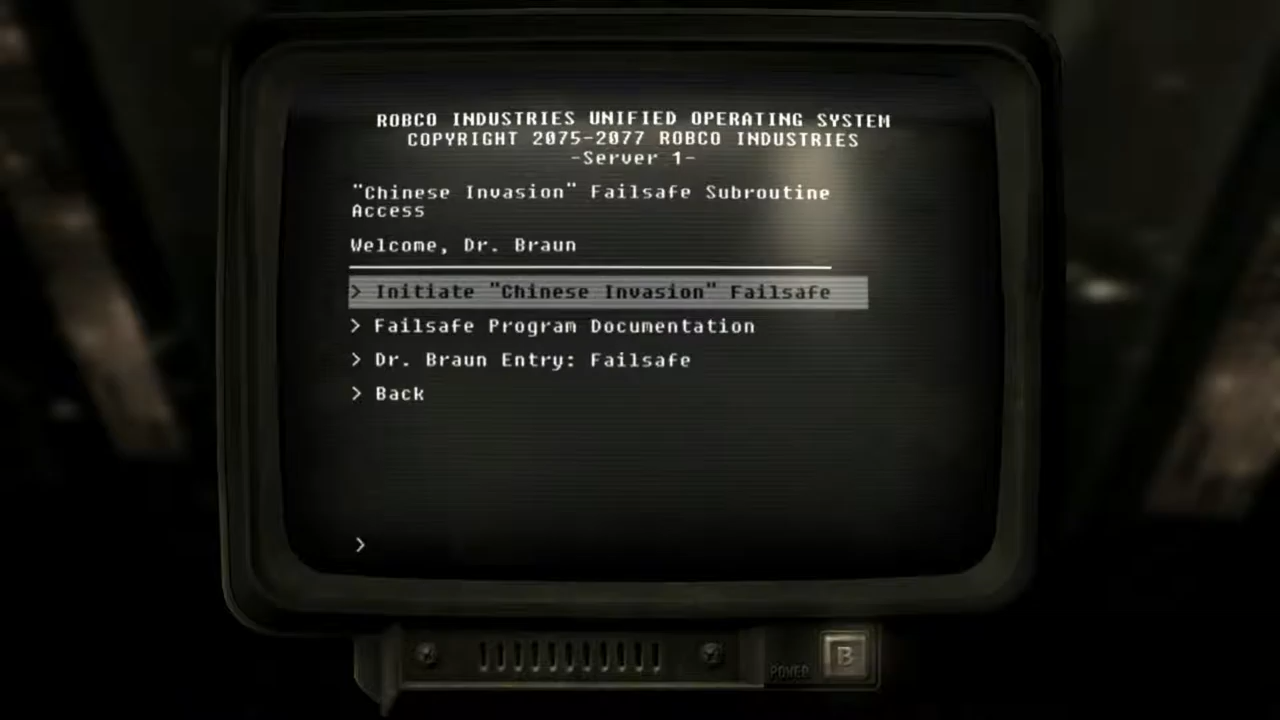 ROBCO INDUSTRIES UNIFIED OPERATING SYSTEM
COPYRIGHT 2075-2077 ROBCO INDUSTRIES
-Server 1-
"Chinese Invasion" Failsafe Subroutine
Access
Welcome, Dr. Braun
> Initiate "Chinese Invasion" Failsafe
> Failsafe Program Documentation
> Dr. Braun Entry: Failsafe
> Back
>
POWER B